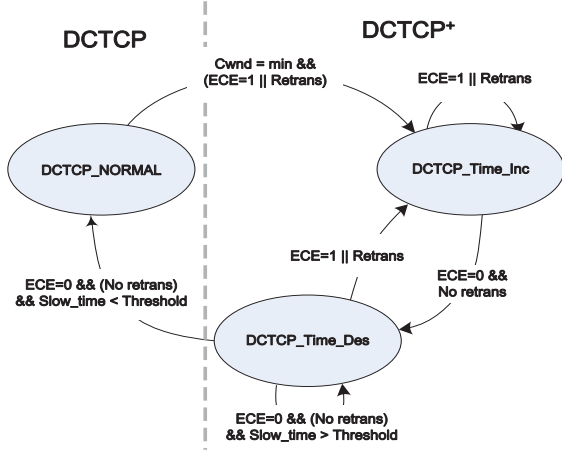 DCTCP
DCTCP+
Cwnd = min &&
(ECE=1 || Retrans)
ECE=1 || Retrans
DCTCP_NORMAL
DCTCP_Time_Inc
ECE=1 || Retrans
ECE=0 &&
No retrans
ECE=0 && (No retrans)
&& Slow_time < Threshold
DCTCP_Time_Des
ECE=0 && (No retrans)
&& Slow_time > Threshold